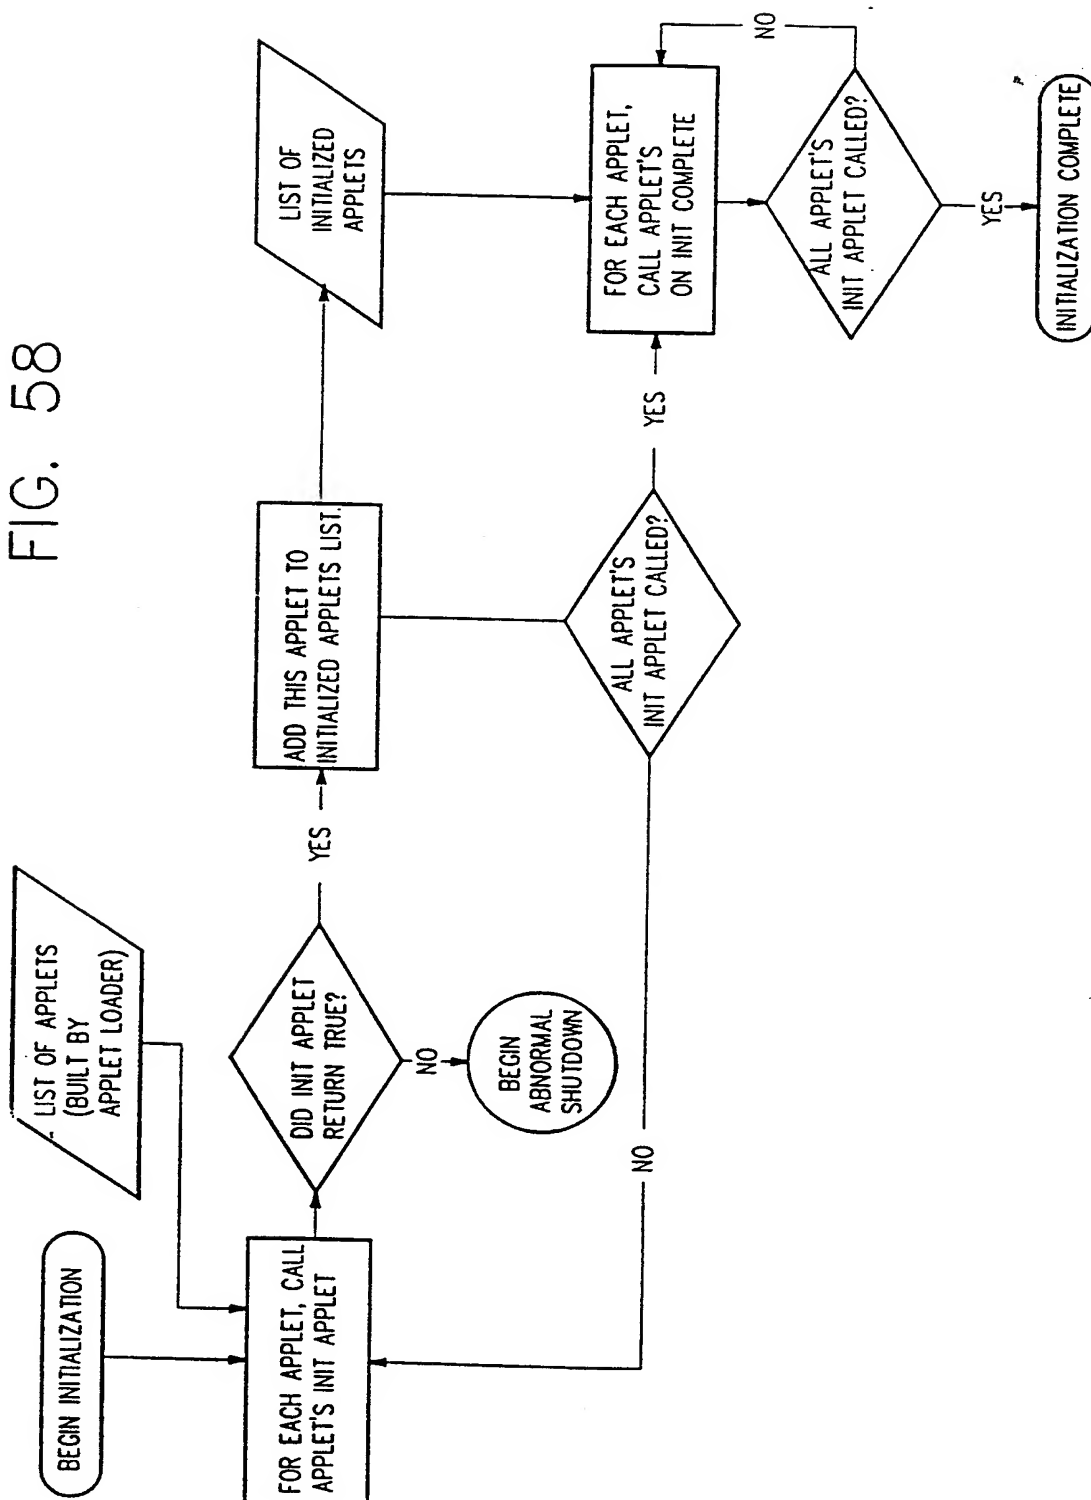 FIG. 58
BEGIN INITIALIZATION
LIST OF APPLETS
(BUILT BY
APPLET LOADER)
FOR EACH APPLET, CALL
APPLET'S INIT APPLET
DID INIT APPLET
RETURN TRUE?
NO
BEGIN
ABNORMAL
SHUTDOWN
YES
ADD THIS APPLET TO
INITIALIZED APPLETS LIST.
LIST OF
INITIALIZED
APPLETS
ALL APPLET'S
INIT APPLET CALLED?
NO
YES
FOR EACH APPLET,
CALL APPLET'S
ON INIT COMPLETE
ALL APPLET'S
INIT APPLET CALLED?
NO
YES
INITIALIZATION COMPLETE